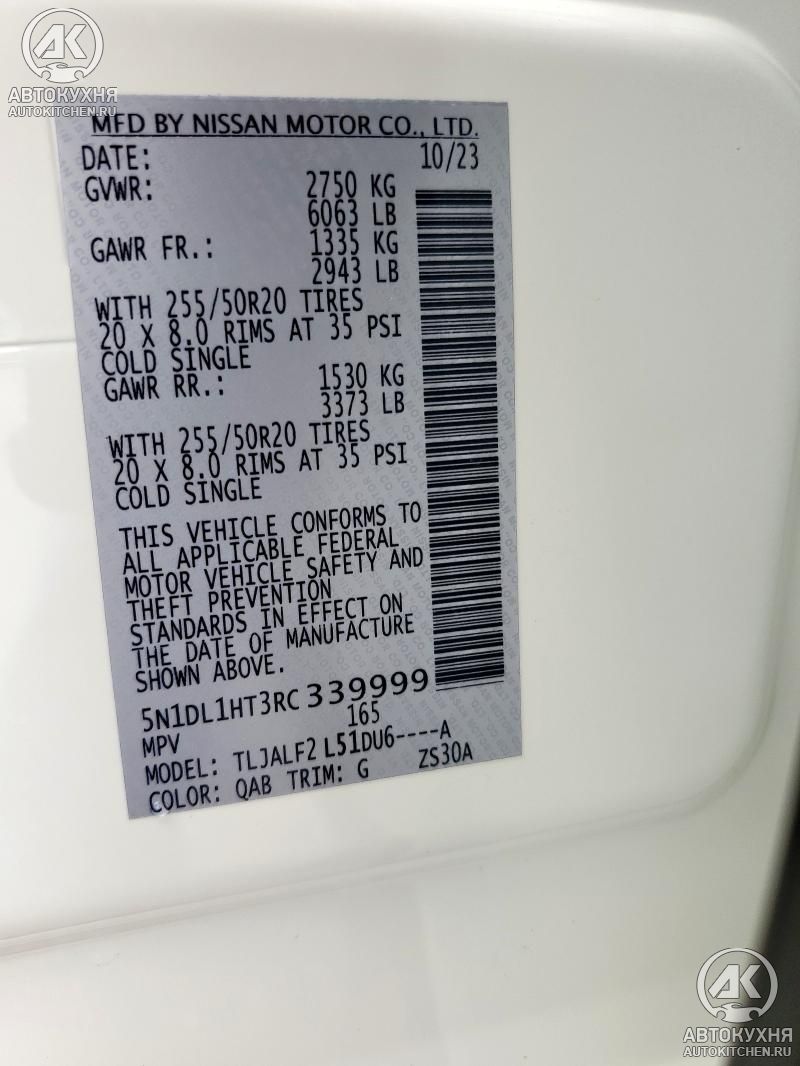 АК
АВТОКУХНЯ
AUTOKITCHEN.RU
MFD BY NISSAN MOTOR CO., LTD.
DATE: 10/23
GVWR: 2750 KG
6063 LB
GAWR FR.: 1335 KG
2943 LB
WITH 255/50R20 TIRES
20 X 8.0 RIMS AT 35 PSI
COLD SINGLE
GAWR RR.: 1530 KG
3373 LB
WITH 255/50R20 TIRES
20 X 8.0 RIMS AT 35 PSI
COLD SINGLE
THIS VEHICLE CONFORMS TO
ALL APPLICABLE FEDERAL
MOTOR VEHICLE SAFETY AND
THEFT PREVENTION
STANDARDS IN EFFECT ON
THE DATE OF MANUFACTURE
SHOWN ABOVE.
5N1DL1HT3RC 339999
MPV 165
MODEL: TLJALF2 L51DU6----A
COLOR: QAB TRIM: G ZS30A
АК
АВТОКУХНЯ
AUTOKITCHEN.RU